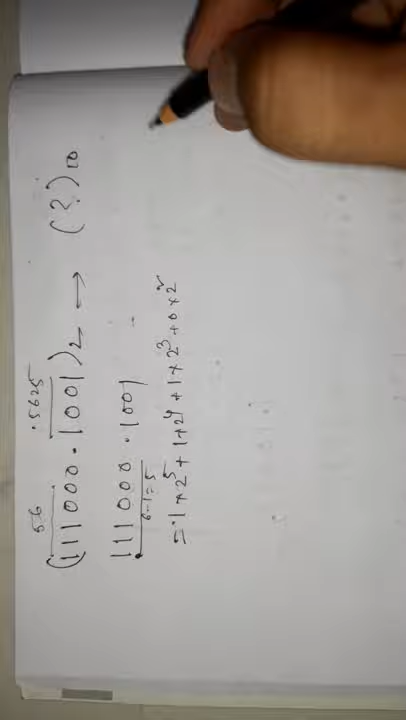 56 .5625
(111000.1001)2 → (?)10
111000.1001
6-1=5
=1×2^5+1×2^4+1×2^3+0×2^2